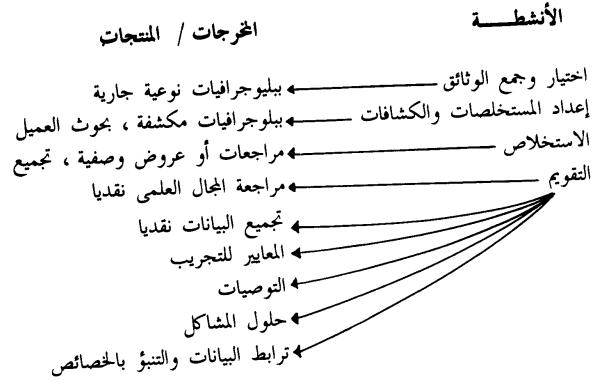 الأنشطـــــة
المخرجات / المنتجات
اختيار وجمع الوثائق
ببليوجرافيات نوعية جارية
إعداد المستخلصات والكشافات
ببلوجرافيات مكشفة ، بحوث العميل
الاستخلاص
مراجعات أو عروض وصفية ، تجميع
التقويم
مراجعة المجال العلمى نقديا
تجميع البيانات نقديا
المعايير للتجريب
التوصيات
حلول المشاكل
ترابط البيانات والتنبؤ بالخصائص